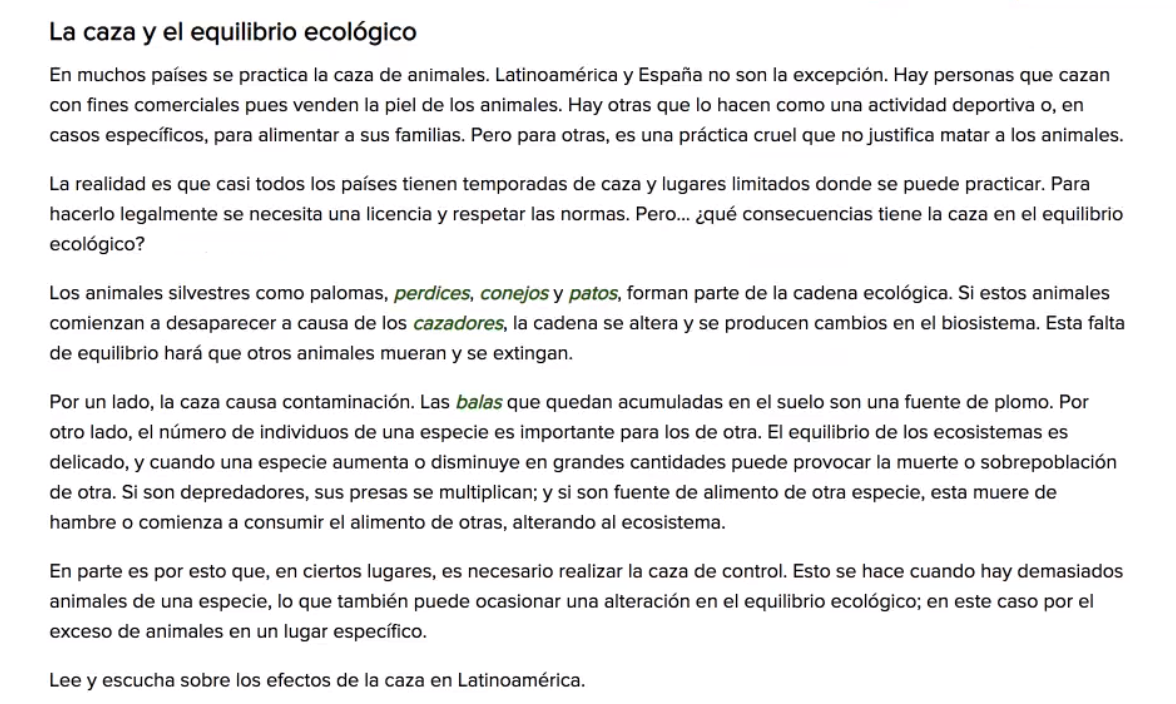 La caza y el equilibrio ecológico
En muchos países se practica la caza de animales. Latinoamérica y España no son la excepción. Hay personas que cazan
con fines comerciales pues venden la piel de los animales. Hay otras que lo hacen como una actividad deportiva o, en
casos específicos, para alimentar a sus familias. Pero para otras, es una práctica cruel que no justifica matar a los animales.
La realidad es que casi todos los países tienen temporadas de caza y lugares limitados donde se puede practicar. Para
hacerlo legalmente se necesita una licencia y respetar las normas. Pero... ¿qué consecuencias tiene la caza en el equilibrio
ecológico?
Los animales silvestres como palomas, perdices, conejos y patos, forman parte de la cadena ecológica. Si estos animales
comienzan a desaparecer a causa de los cazadores, la cadena se altera y se producen cambios en el biosistema. Esta falta
de equilibrio hará que otros animales mueran y se extingan.
Por un lado, la caza causa contaminación. Las balas que quedan acumuladas en el suelo son una fuente de plomo. Por
otro lado, el número de individuos de una especie es importante para los de otra. El equilibrio de los ecosistemas es
delicado, y cuando una especie aumenta o disminuye en grandes cantidades puede provocar la muerte o sobrepoblación
de otra. Si son depredadores, sus presas se multiplican; y si son fuente de alimento de otra especie, esta muere de
hambre o comienza a consumir el alimento de otras, alterando al ecosistema.
En parte es por esto que, en ciertos lugares, es necesario realizar la caza de control. Esto se hace cuando hay demasiados
animales de una especie, lo que también puede ocasionar una alteración en el equilibrio ecológico; en este caso por el
exceso de animales en un lugar específico.
Lee y escucha sobre los efectos de la caza en Latinoamérica.